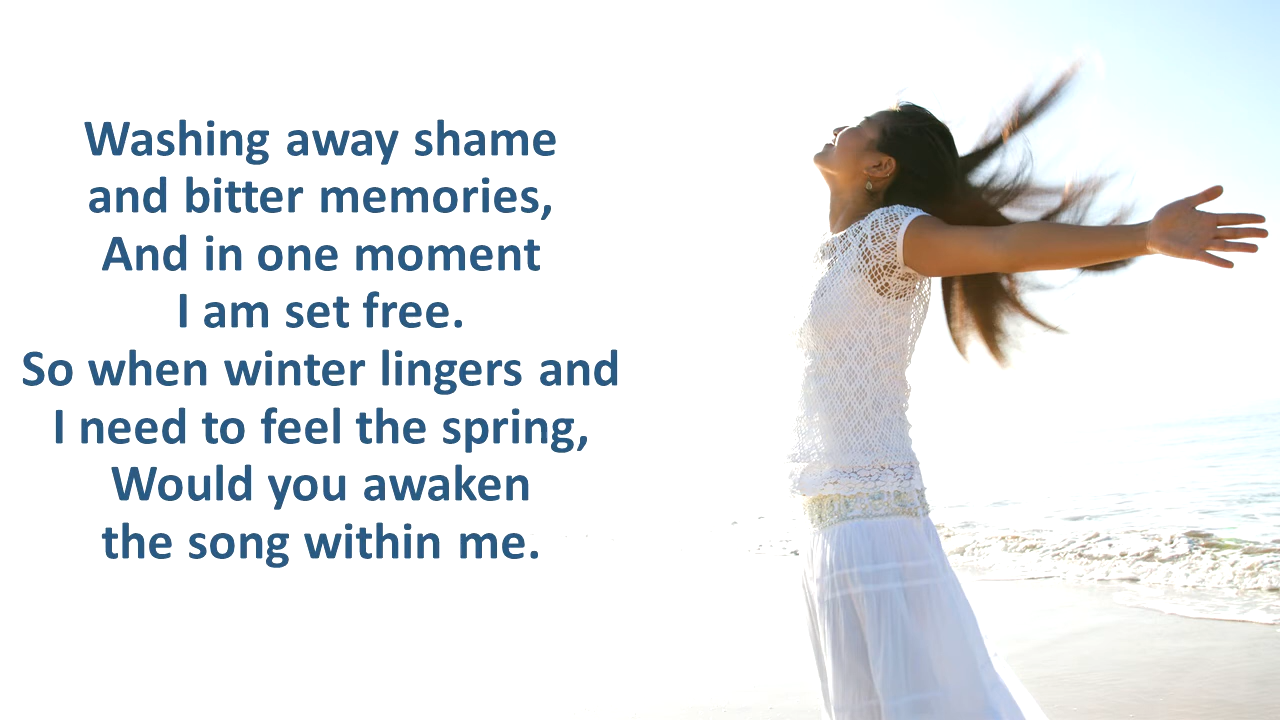 Washing away shame
and bitter memories,
And in one moment
I am set free.
So when winter lingers and
I need to feel the spring,
Would you awaken
the song within me.